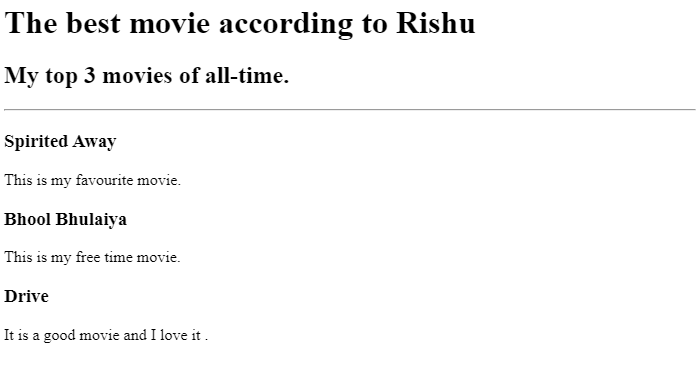 The best movie according to Rishu
My top 3 movies of all-time.
Spirited Away
This is my favourite movie.
Bhool Bhulaiya
This is my free time movie.
Drive
It is a good movie and I love it .